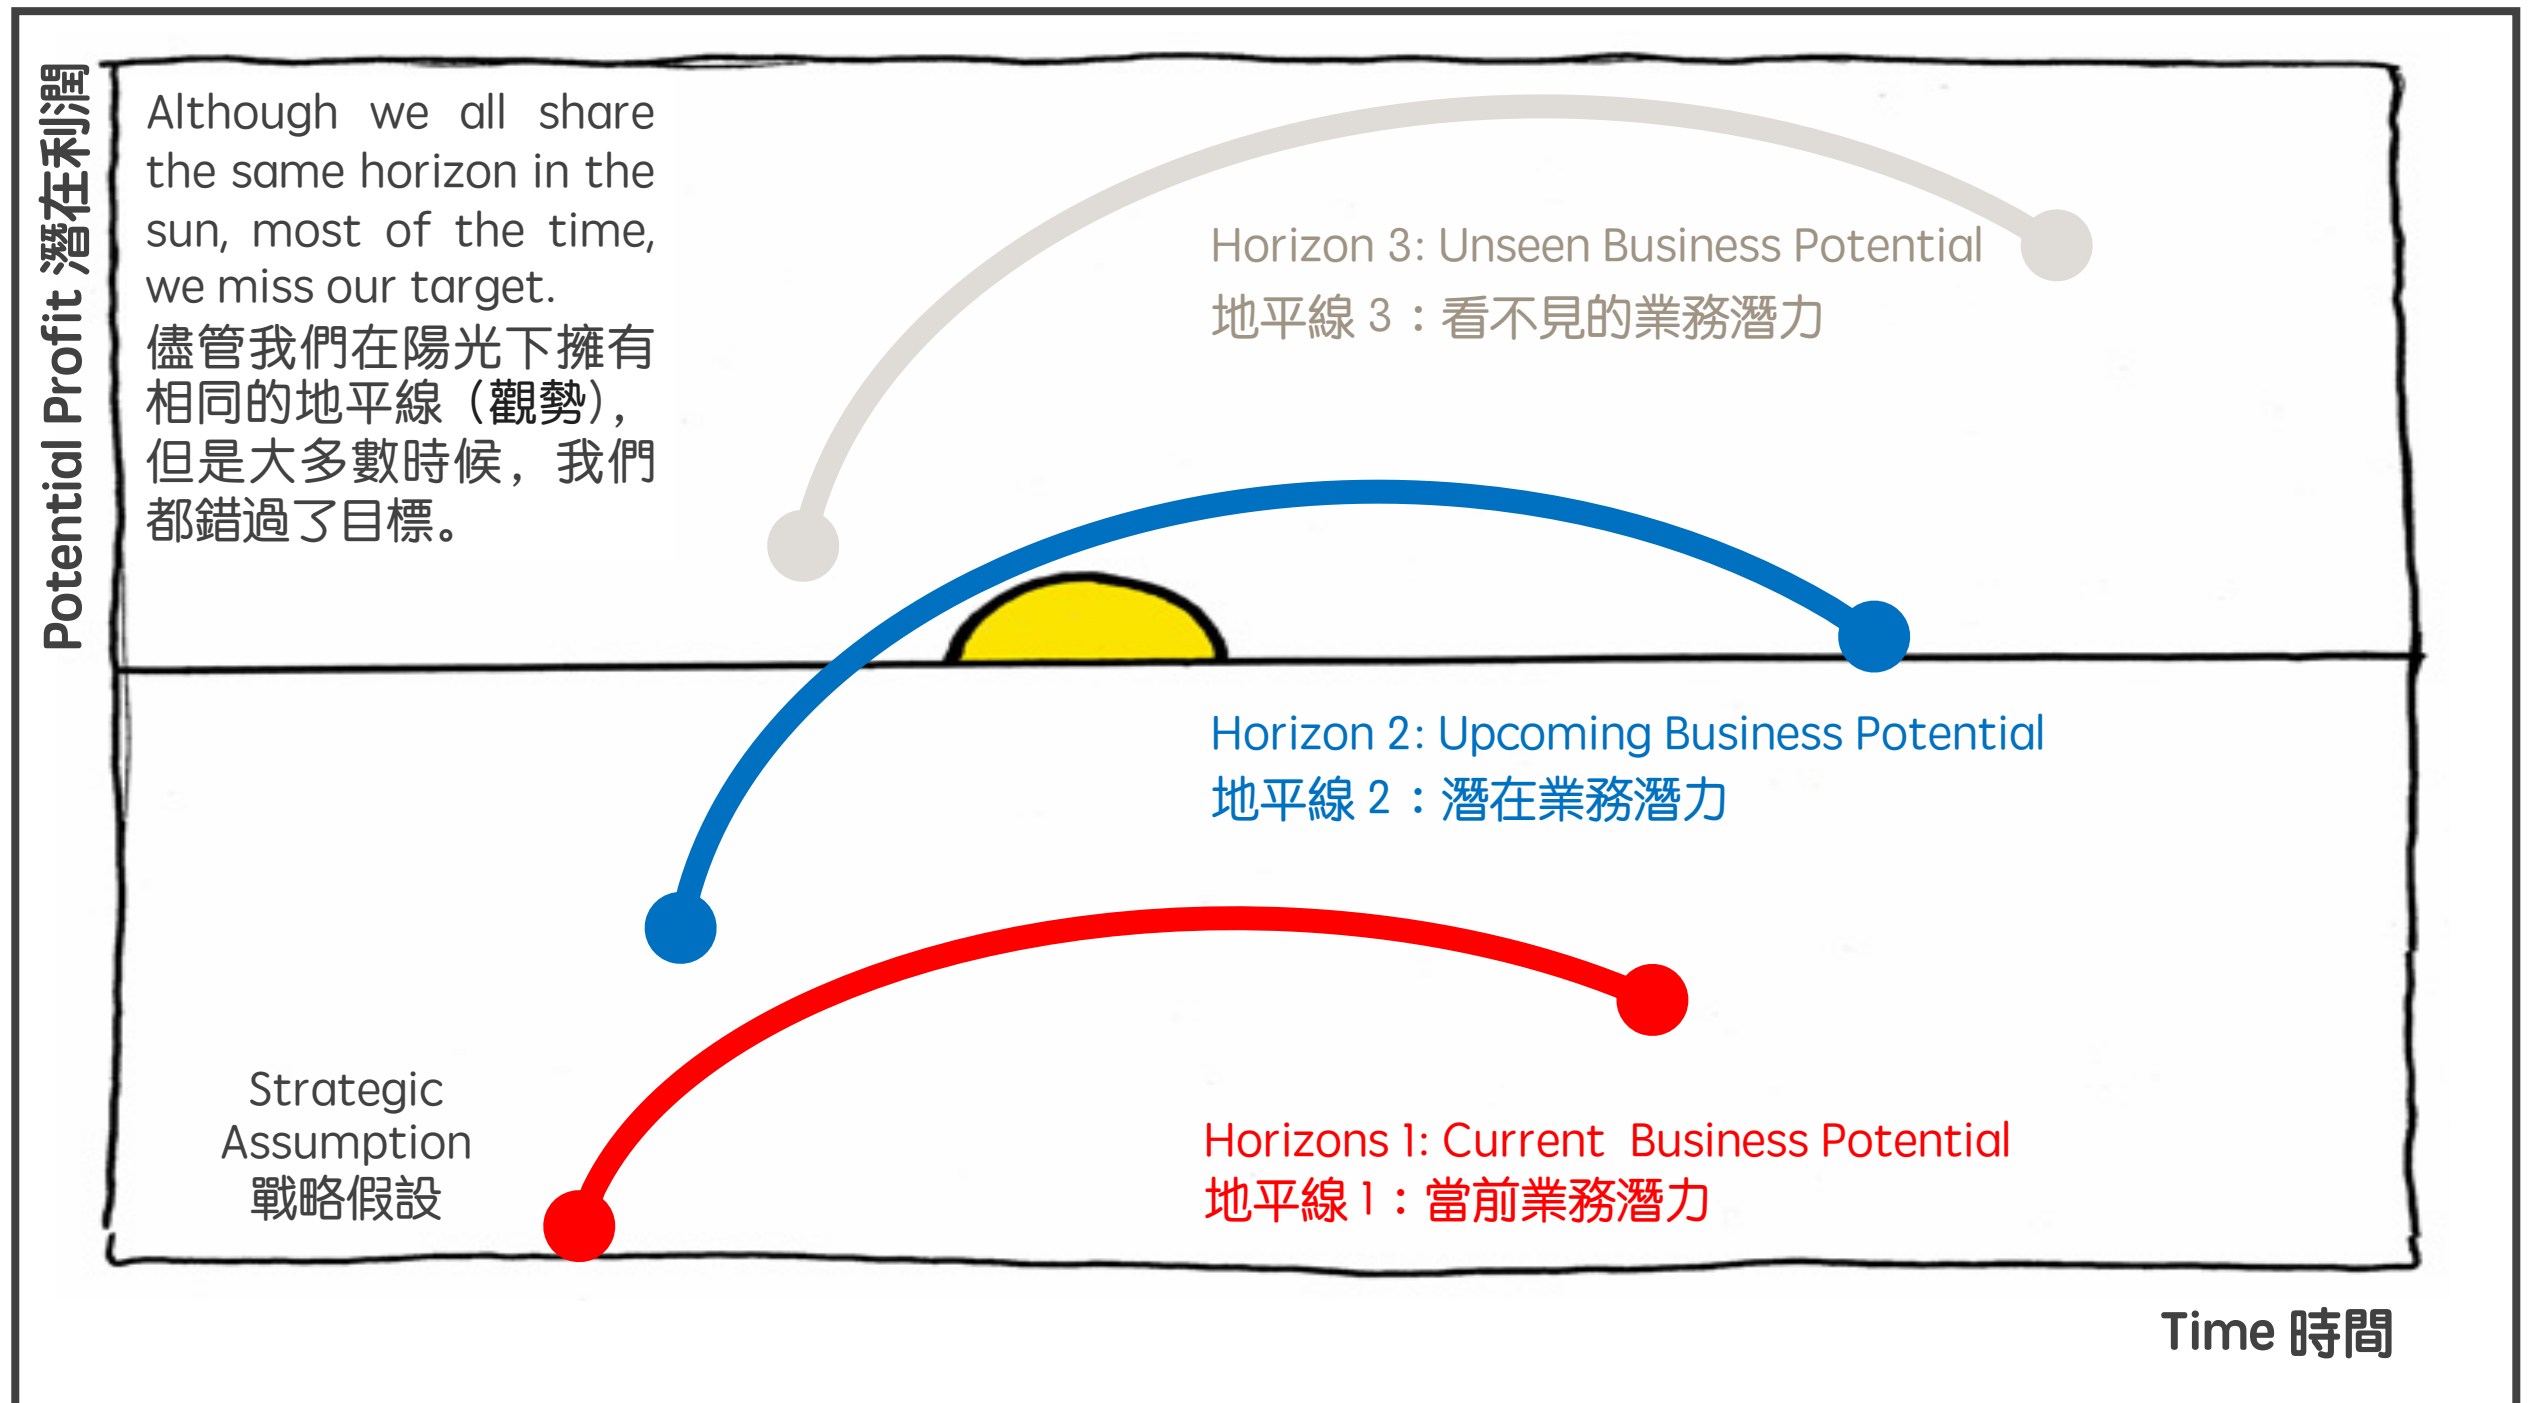 Potential Profit 潛在利潤
Although we all share
the same horizon in the
sun, most of the time,
we miss our target.
儘管我們在陽光下擁有
相同的地平線（觀勢），
但是大多數時候，我們
都錯過了目標。
Horizon 3: Unseen Business Potential
地平線 3：看不見的業務潛力
Horizon 2: Upcoming Business Potential
地平線 2：潛在業務潛力
Strategic
Assumption
戰略假設
Horizons 1: Current  Business Potential
地平線 1：當前業務潛力
Time 時間